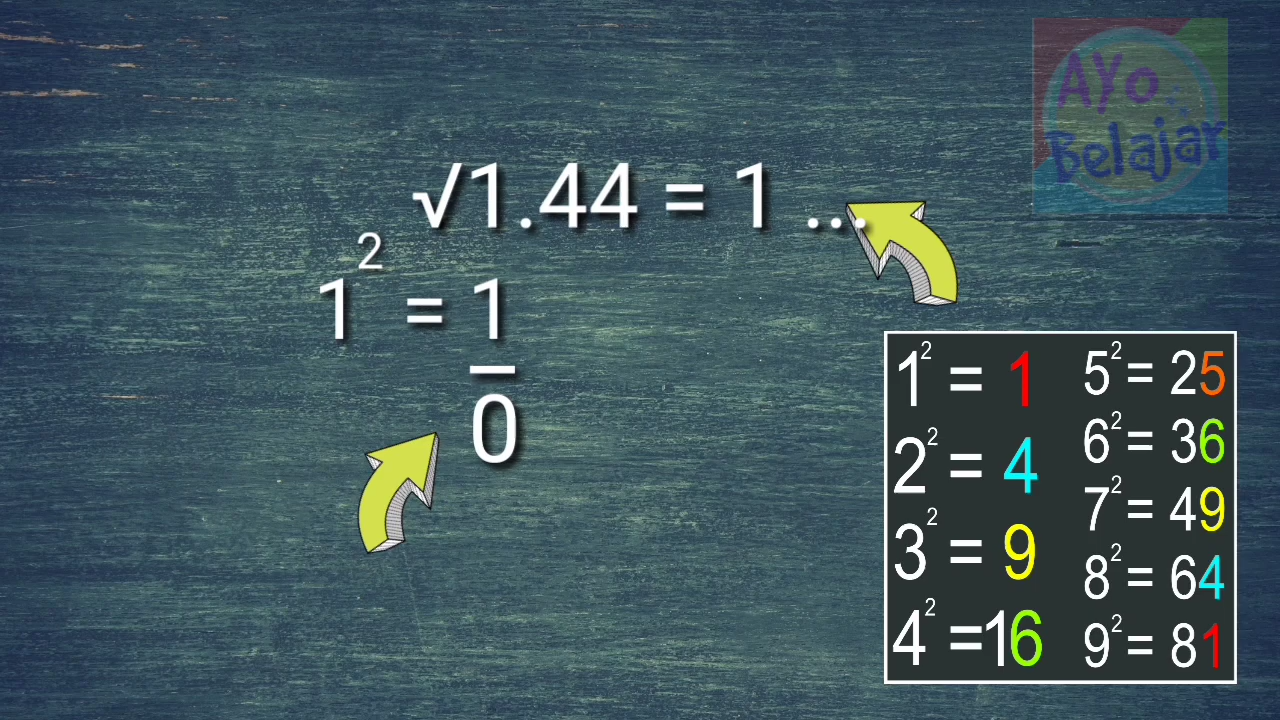 AYo
Belajar
√1.44 = 1 ...
1² = 1
0
1² = 1
2² = 4
3² = 9
4² =16
5² = 25
6² = 36
7² = 49
8² = 64
9² = 81